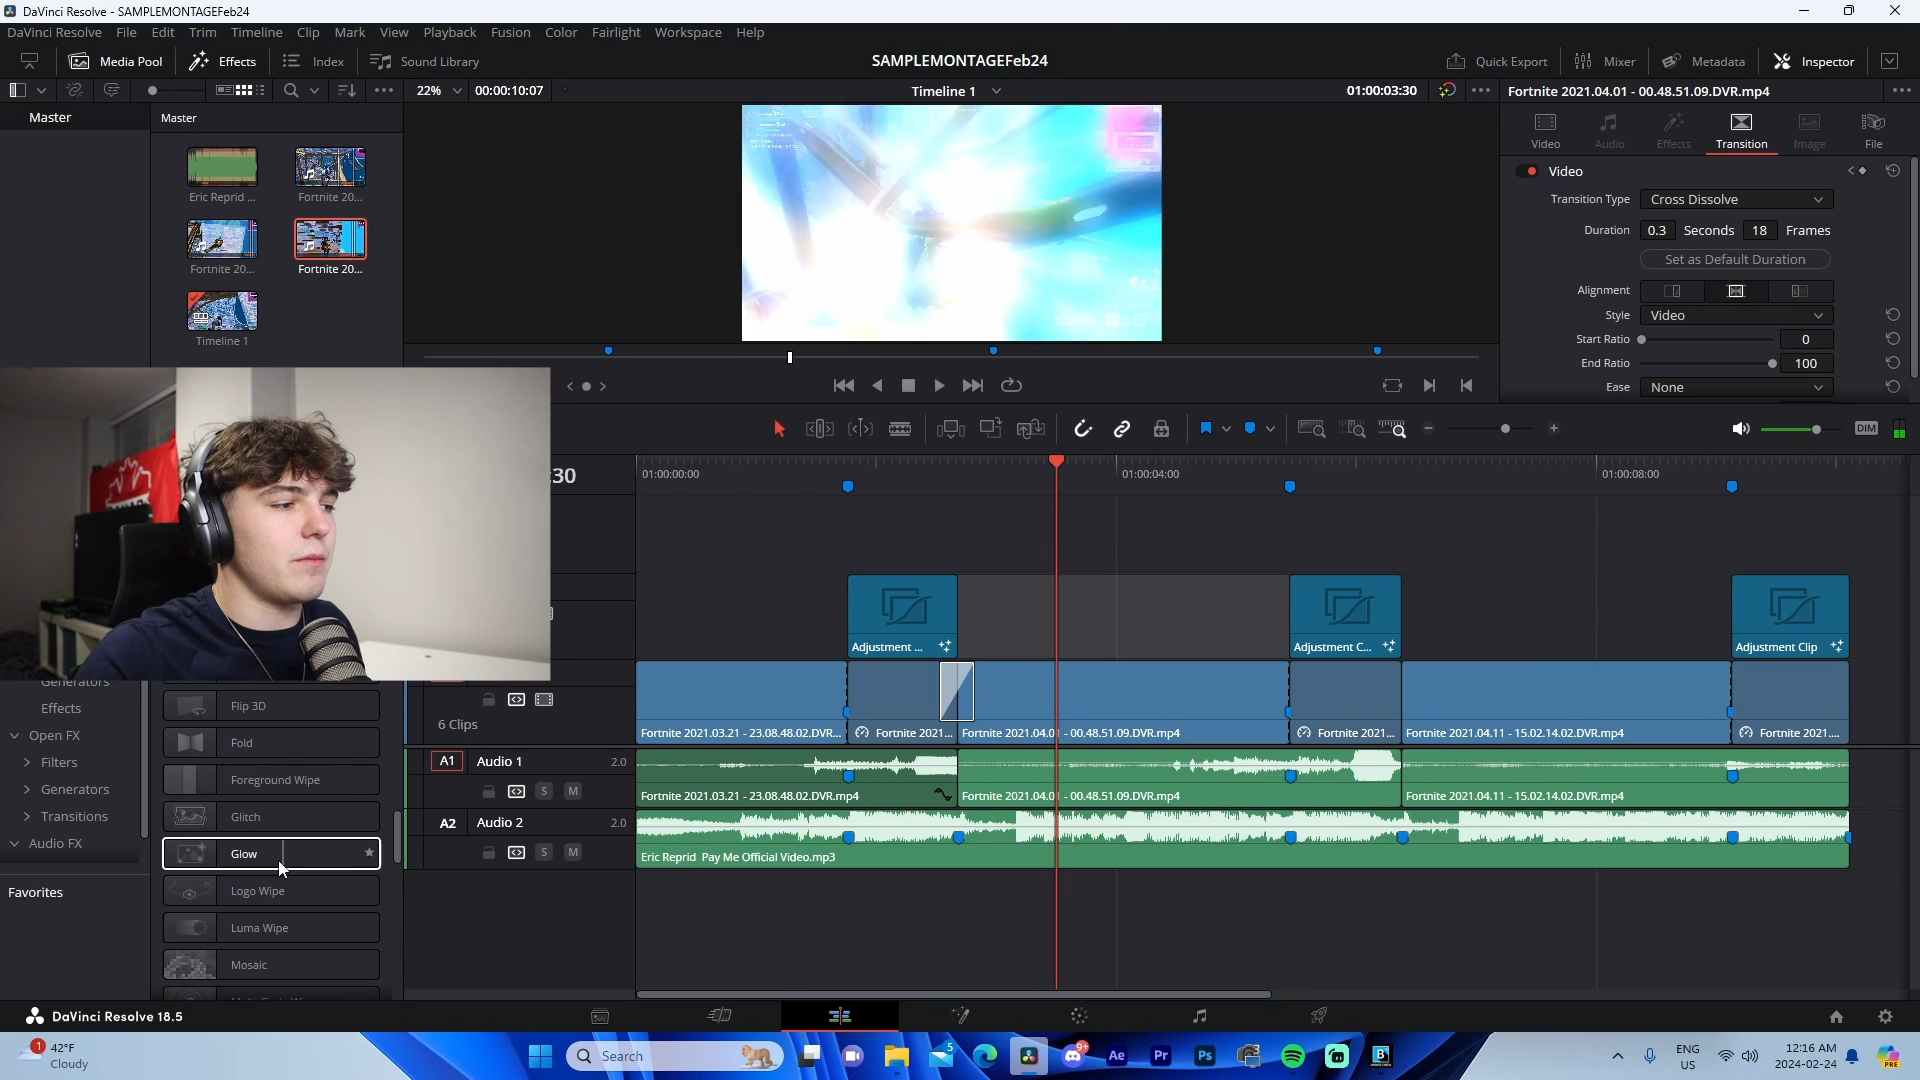 DaVinci Resolve - SAMPLEMONTAGEFeb24
DaVinci Resolve File Edit Trim Timeline Clip Mark View Playback Fusion Color Fairlight Workspace Help
Media Pool Effects Index Sound Library SAMPLEMONTAGEFeb24 Quick Export Mixer Metadata Inspector
22% 00:00:10:07 Timeline 1 01:00:03:30 Fortnite 2021.04.01 - 00.48.51.09.DVR.mp4
Master Master
Video Audio Effects Transition Image File
Video
Eric Reprid ... Fortnite 20...
Transition Type Cross Dissolve
Duration 0.3 Seconds 18 Frames
Set as Default Duration
Fortnite 20... Fortnite 20...
Alignment
Style Video
Timeline 1
Start Ratio 0
End Ratio 100
Ease None
DIM
:30
01:00:00:00 01:00:04:00 01:00:08:00
Adjustment ... Adjustment C... Adjustment Clip
6 Clips
Fortnite 2021.03.21 - 23.08.48.02.DVR... Fortnite 2021... Fortnite 2021.04.01 - 00.48.51.09.DVR.mp4 Fortnite 2021... Fortnite 2021.04.11 - 15.02.14.02.DVR.mp4 Fortnite 2021....
A1 Audio 1 2.0
S M
Fortnite 2021.03.21 - 23.08.48.02.DVR.mp4 Fortnite 2021.04.01 - 00.48.51.09.DVR.mp4 Fortnite 2021.04.11 - 15.02.14.02.DVR.mp4
A2 Audio 2 2.0
S M
Eric Reprid Pay Me Official Video.mp3
Generators
Effects
Open FX
Filters
Generators
Transitions
Audio FX
Favorites
Flip 3D
Fold
Foreground Wipe
Glitch
Glow
Logo Wipe
Luma Wipe
Mosaic
DaVinci Resolve 18.5
1
42°F
Cloudy
Search
5
9+
Ae
Pr
Ps
ENG
US
12:16 AM
2024-02-24
PRE